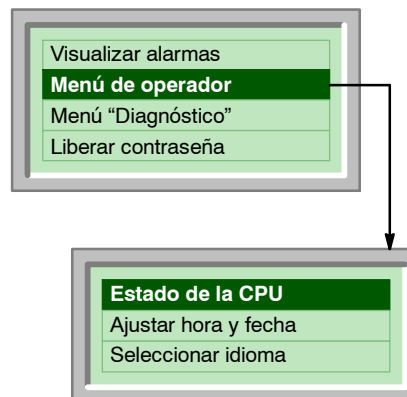 Visualizar alarmas
Menú de operador
Menú “Diagnóstico”
Liberar contraseña
Estado de la CPU
Ajustar hora y fecha
Seleccionar idioma